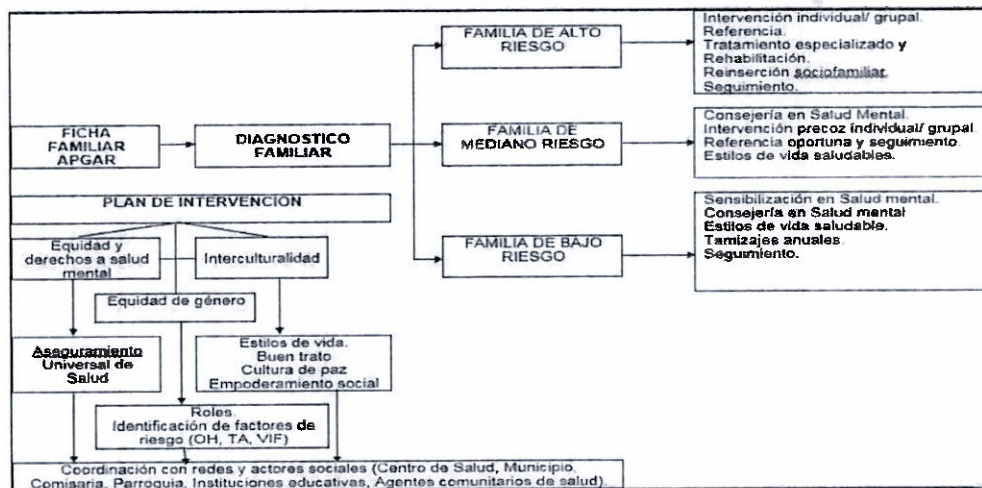 FAMILIA DE ALTO
RIESGO
Intervención individual/ grupal.
Referencia.
Tratamiento especializado y
Rehabilitación.
Reinserción sociofamiliar.
Seguimiento.
FICHA
FAMILIAR
APGAR
DIAGNOSTICO
FAMILIAR
FAMILIA DE
MEDIANO RIESGO
Consejería en Salud Mental.
Intervención precoz individual/ grupal.
Referencia oportuna y seguimiento.
Estilos de vida saludables.
FAMILIA DE BAJO
RIESGO
Sensibilización en Salud mental.
Consejería en Salud mental
Estilos de vida saludable.
Tamizajes anuales.
Seguimiento.
PLAN DE INTERVENCION
Equidad y
derechos a salud
mental
Interculturalidad
Equidad de género
Aseguramiento
Universal de
Salud
Estilos de vida.
Buen trato
Cultura de paz
Empoderamiento social
Roles.
Identificación de factores de
riesgo (OH, TA, VIF)
Coordinación con redes y actores sociales (Centro de Salud, Municipio,
Comisaria, Parroquia, Instituciones educativas, Agentes comunitarios de salud).